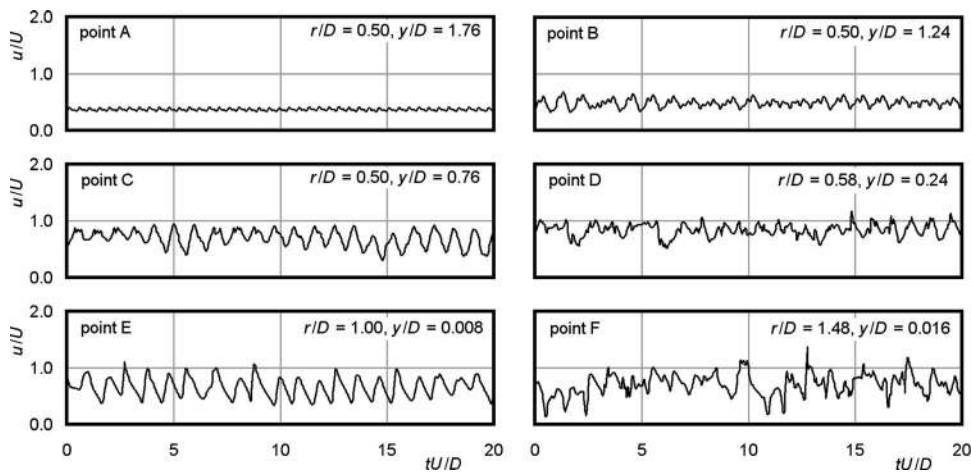 2.0
point A r/D = 0.50, y/D = 1.76
u/U
1.0
0.0
point B r/D = 0.50, y/D = 1.24
2.0
point C r/D = 0.50, y/D = 0.76
u/U
1.0
0.0
point D r/D = 0.58, y/D = 0.24
2.0
point E r/D = 1.00, y/D = 0.008
u/U
1.0
0.0
point F r/D = 1.48, y/D = 0.016
0 5 10 15 20
tU/D
0 5 10 15 20
tU/D